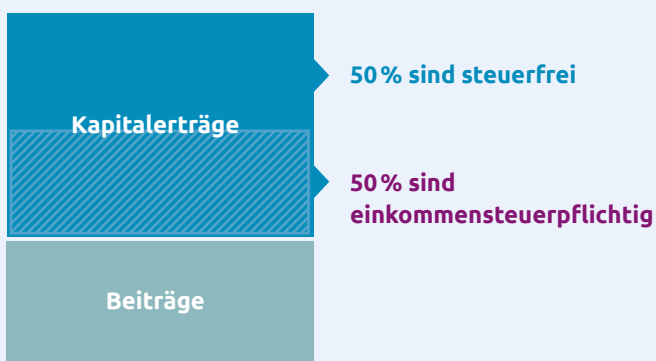 50 % sind steuerfrei
Kapitalerträge
50 % sind
einkommensteuerpflichtig
Beiträge